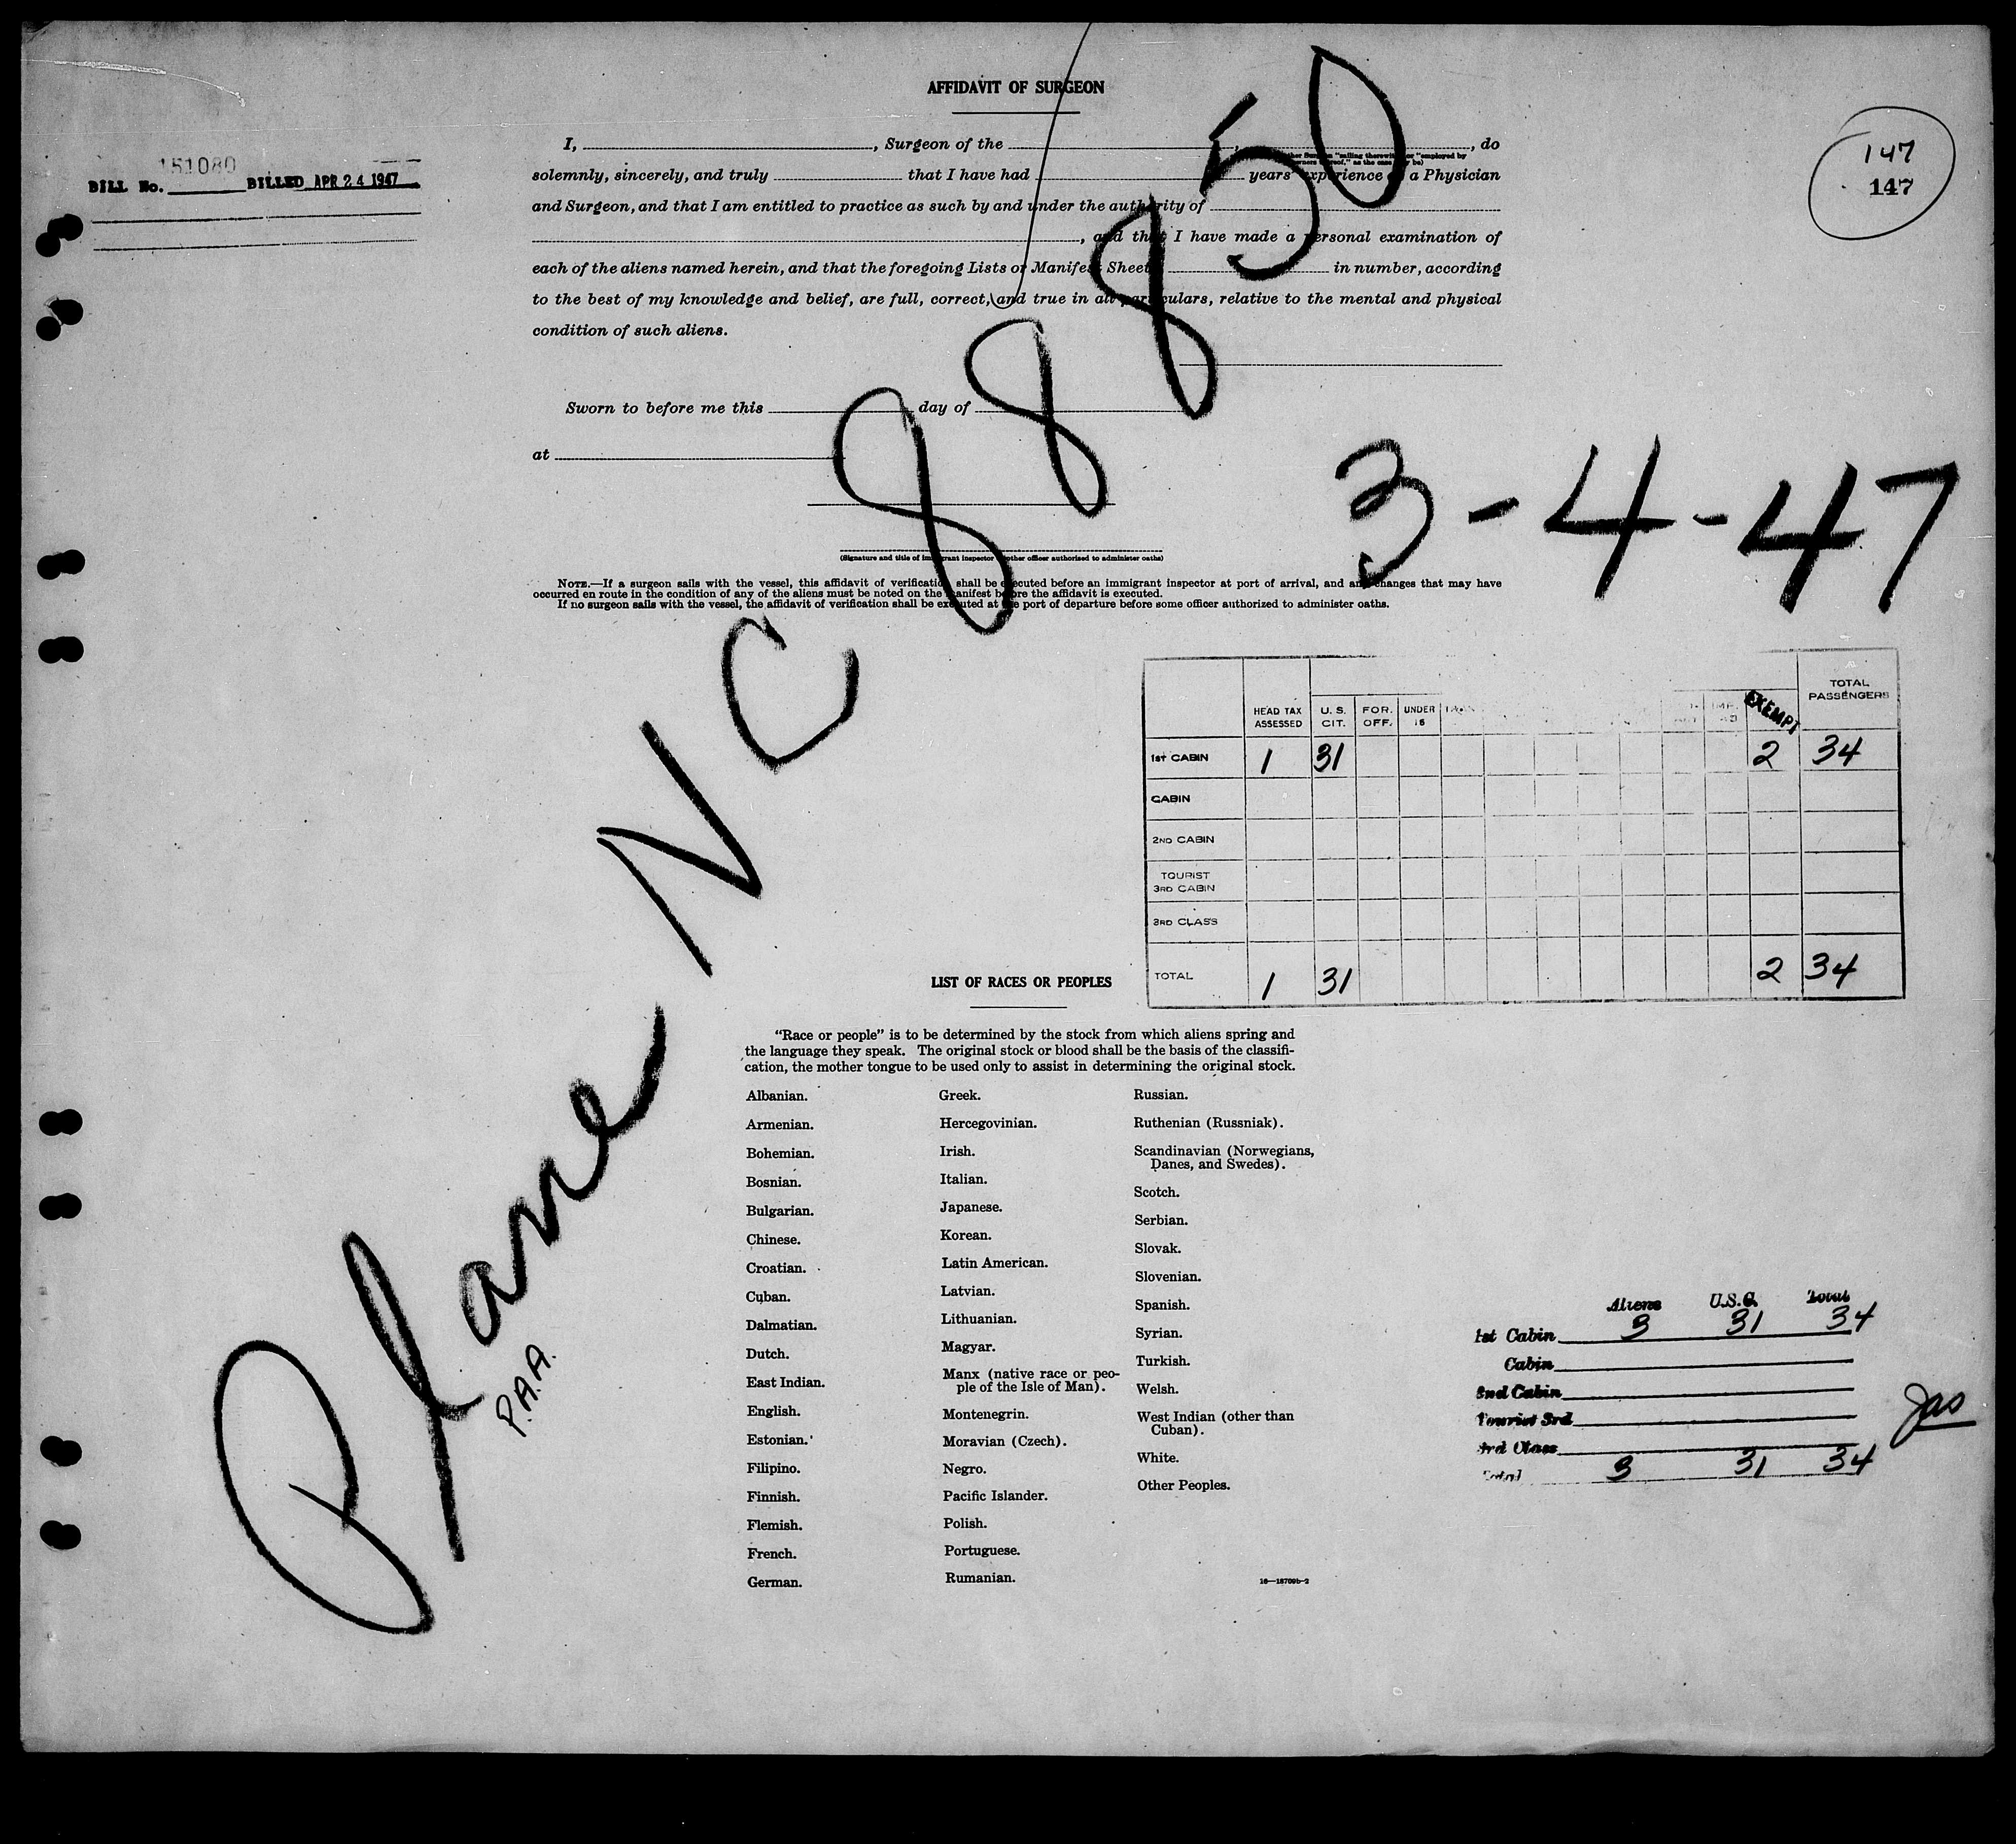 AFFIDAVIT OF SURGEON
147
147
BILL No. 151080 BILLED APR 24 1947
I, , Surgeon of the , , do
solemnly, sincerely, and truly that I have had years' experience a Physician
and Surgeon, and that I am entitled to practice as such by and under the authority of
, and that I have made a personal examination of
each of the aliens named herein, and that the foregoing Lists or Manifest Sheets in number, according
to the best of my knowledge and belief, are full, correct, and true in all particulars, relative to the mental and physical
condition of such aliens.
Sworn to before me this day of
at
(Signature and title of immigrant inspector or other officer authorized to administer oaths)
NOTE.—If a surgeon sails with the vessel, this affidavit of verification shall be executed before an immigrant inspector at port of arrival, and any changes that may have
occurred en route in the condition of any of the aliens must be noted on the manifest before the affidavit is executed.
If no surgeon sails with the vessel, the affidavit of verification shall be executed at the port of departure before some officer authorized to administer oaths.
Plane NC 88850
P.A.A.
3-4-47
HEAD TAX ASSESSED U.S. CIT. FOR. OFF. UNDER 16 EXEMPT TOTAL PASSENGERS
1ST CABIN 1 31 2 34
CABIN
2ND CABIN
TOURIST
3RD CABIN
3RD CLASS
TOTAL 1 31 2 34
LIST OF RACES OR PEOPLES
“Race or people” is to be determined by the stock from which aliens spring and
the language they speak. The original stock or blood shall be the basis of the classifi-
cation, the mother tongue to be used only to assist in determining the original stock.
Albanian.
Armenian.
Bohemian.
Bosnian.
Bulgarian.
Chinese.
Croatian.
Cuban.
Dalmatian.
Dutch.
East Indian.
English.
Estonian.
Filipino.
Finnish.
Flemish.
French.
German.
Greek.
Hercegovinian.
Irish.
Italian.
Japanese.
Korean.
Latin American.
Latvian.
Lithuanian.
Magyar.
Manx (native race or peo-
ple of the Isle of Man).
Montenegrin.
Moravian (Czech).
Negro.
Pacific Islander.
Polish.
Portuguese.
Rumanian.
Russian.
Ruthenian (Russniak).
Scandinavian (Norwegians,
Danes, and Swedes).
Scotch.
Serbian.
Slovak.
Slovenian.
Spanish.
Syrian.
Turkish.
Welsh.
West Indian (other than
Cuban).
White.
Other Peoples.
16—18709b-2
Aliens U.S.C. Total
1st Cabin 3 31 34
Cabin
2nd Cabin
Tourist 3rd
3rd Class
Total 3 31 34
Jas